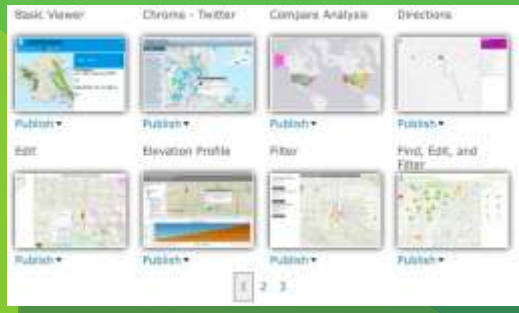 Basic Viewer
Chrome - Twitter
Compare Analysis
Directions
Publish
Publish
Publish
Publish
Edit
Elevation Profile
Filter
Find, Edit, and
Filter
Publish
Publish
Publish
Publish
1 2 3